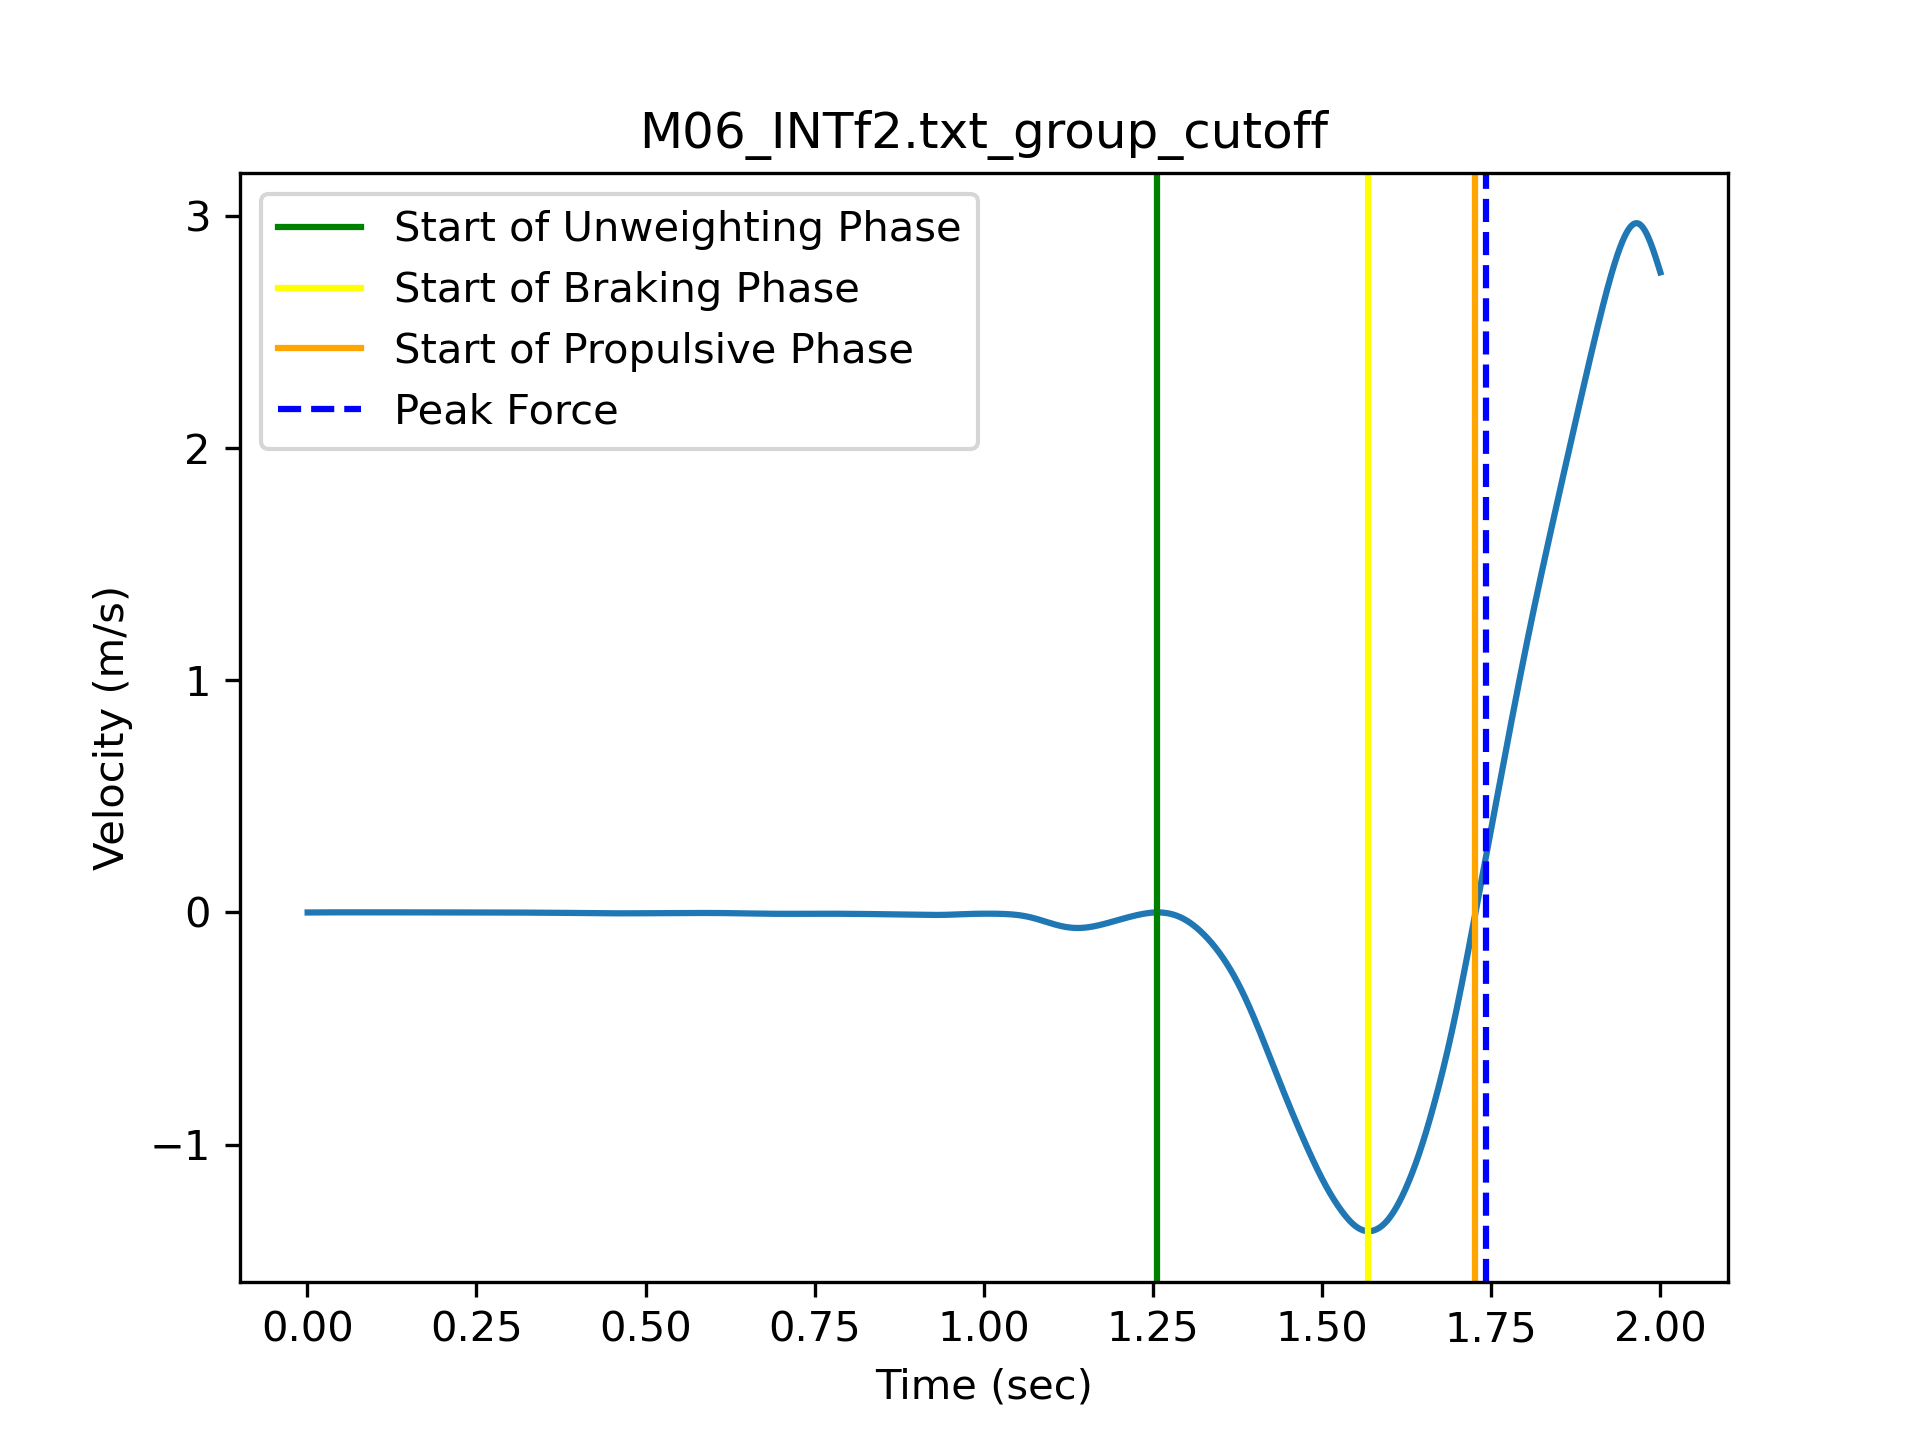 M06_INTf2.txt_group_cutoff
Start of Unweighting Phase
Start of Braking Phase
Start of Propulsive Phase
Peak Force
3
2
1
0
−1
Velocity (m/s)
0.00 0.25 0.50 0.75 1.00 1.25 1.50 1.75 2.00
Time (sec)